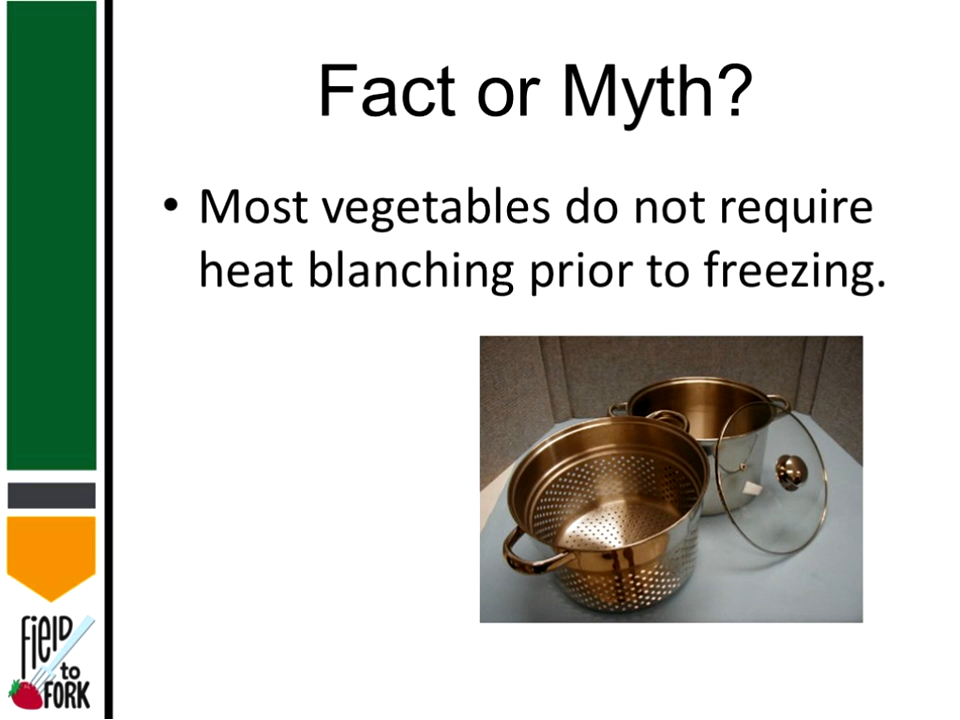 Fact or Myth?
• Most vegetables do not require
heat blanching prior to freezing.
FiElD
to
FORK